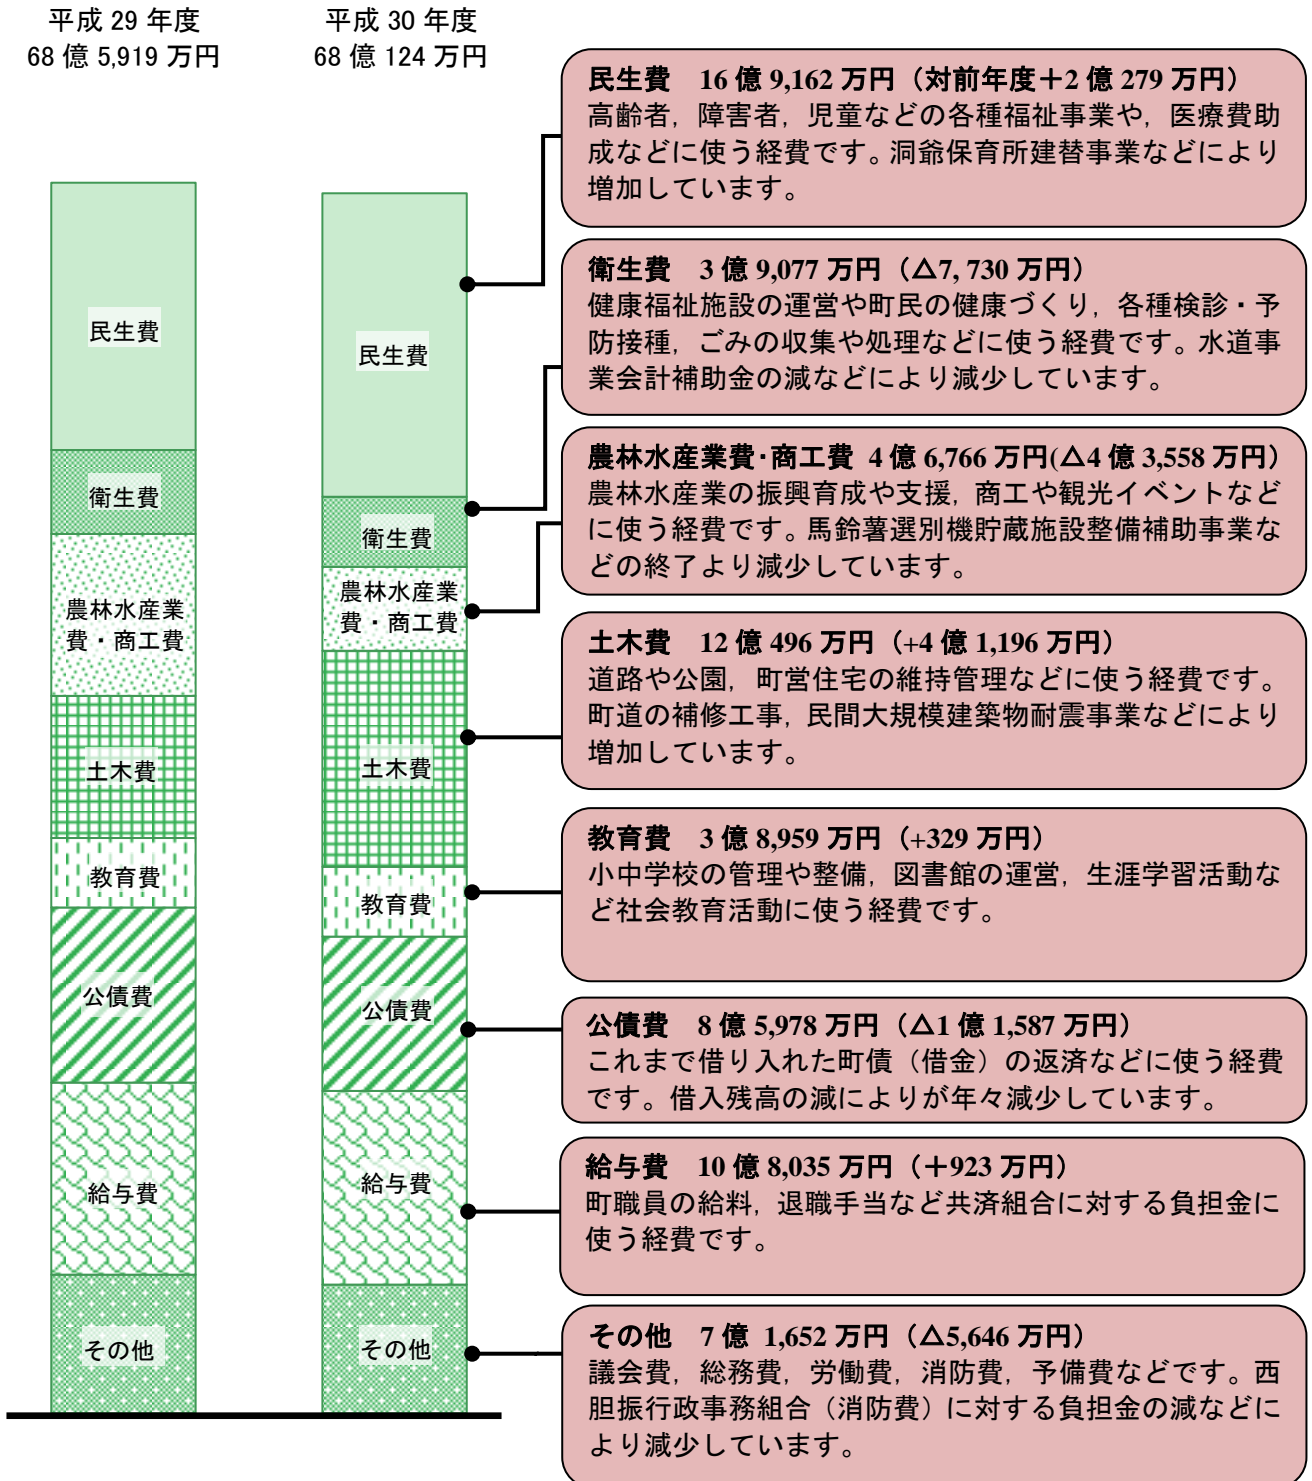 平成 29 年度
68 億 5,919 万円
平成 30 年度
68 億 124 万円
民生費
衛生費
農林水産業
費・商工費
土木費
教育費
公債費
給与費
その他
民生費
衛生費
農林水産業
費・商工費
土木費
教育費
公債費
給与費
その他
民生費　16 億 9,162 万円（対前年度＋2 億 279 万円）
高齢者，障害者，児童などの各種福祉事業や，医療費助
成などに使う経費です。洞爺保育所建替事業などにより
増加しています。
衛生費　3 億 9,077 万円（△7, 730 万円）
健康福祉施設の運営や町民の健康づくり，各種検診・予
防接種，ごみの収集や処理などに使う経費です。水道事
業会計補助金の減などにより減少しています。
農林水産業費･商工費 4 億 6,766 万円(△4 億 3,558 万円）
農林水産業の振興育成や支援，商工や観光イベントなど
に使う経費です。馬鈴薯選別機貯蔵施設整備補助事業な
どの終了より減少しています。
土木費　12 億 496 万円（+4 億 1,196 万円）
道路や公園，町営住宅の維持管理などに使う経費です。
町道の補修工事，民間大規模建築物耐震事業などにより
増加しています。
教育費　3 億 8,959 万円（+329 万円）
小中学校の管理や整備，図書館の運営，生涯学習活動な
ど社会教育活動に使う経費です。
公債費　8 億 5,978 万円（△1 億 1,587 万円）
これまで借り入れた町債（借金）の返済などに使う経費
です。借入残高の減によりが年々減少しています。
給与費　10 億 8,035 万円（＋923 万円）
町職員の給料，退職手当など共済組合に対する負担金に
使う経費です。
その他　7 億 1,652 万円（△5,646 万円）
議会費，総務費，労働費，消防費，予備費などです。西
胆振行政事務組合（消防費）に対する負担金の減などに
より減少しています。